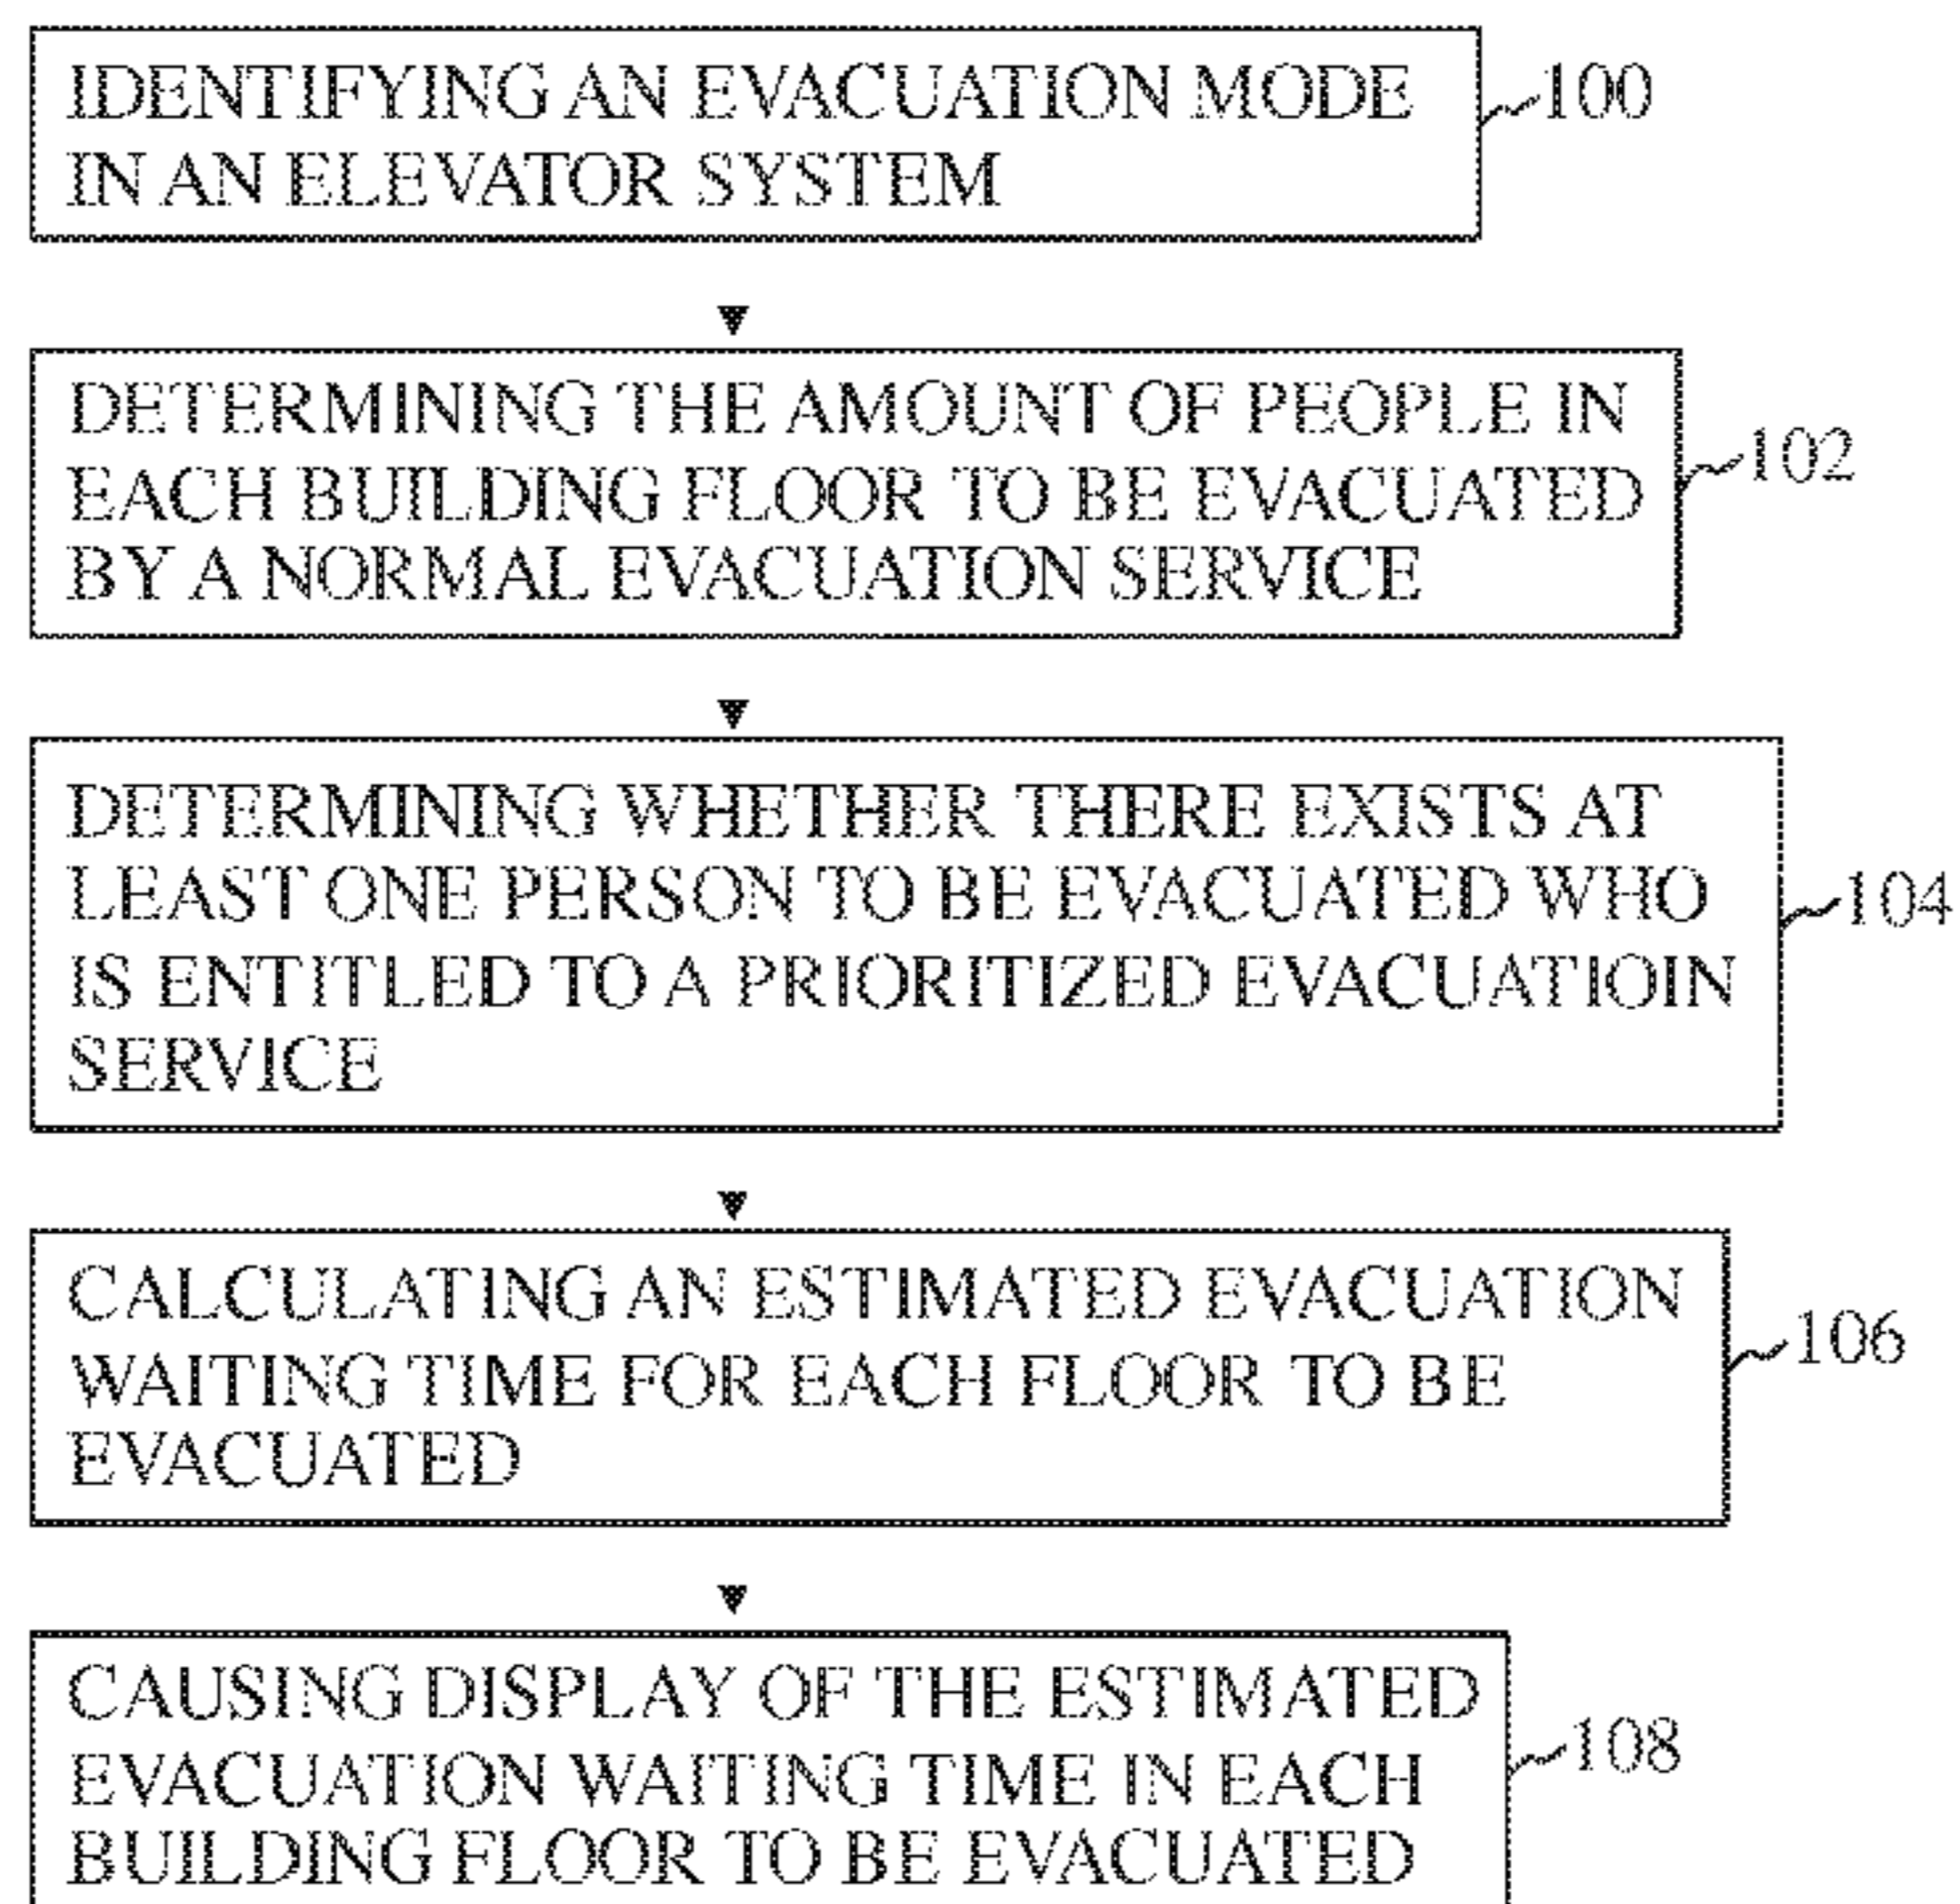 IDENTIFYING AN EVACUATION MODE
IN AN ELEVATOR SYSTEM
100
DETERMINING THE AMOUNT OF PEOPLE IN
EACH BUILDING FLOOR TO BE EVACUATED
BY A NORMAL EVACUATION SERVICE
102
DETERMINING WHETHER THERE EXISTS AT
LEAST ONE PERSON TO BE EVACUATED WHO
IS ENTITLED TO A PRIORITIZED EVACUATIOIN
SERVICE
104
CALCULATING AN ESTIMATED EVACUATION
WAITING TIME FOR EACH FLOOR TO BE
EVACUATED
106
CAUSING DISPLAY OF THE ESTIMATED
EVACUATION WAITING TIME IN EACH
BUILDING FLOOR TO BE EVACUATED
108